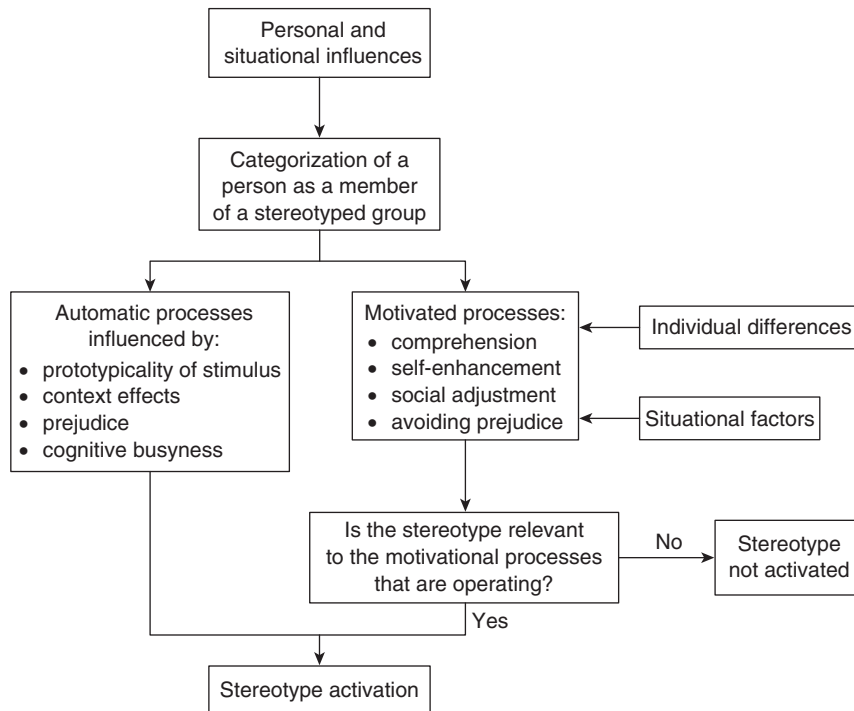 Personal and
situational influences
Categorization of a
person as a member
of a stereotyped group
Automatic processes
influenced by:
• prototypicality of stimulus
• context effects
• prejudice
• cognitive busyness
Motivated processes:
• comprehension
• self-enhancement
• social adjustment
• avoiding prejudice
Individual differences
Situational factors
Is the stereotype relevant
to the motivational processes
that are operating?
No
Stereotype
not activated
Yes
Stereotype activation